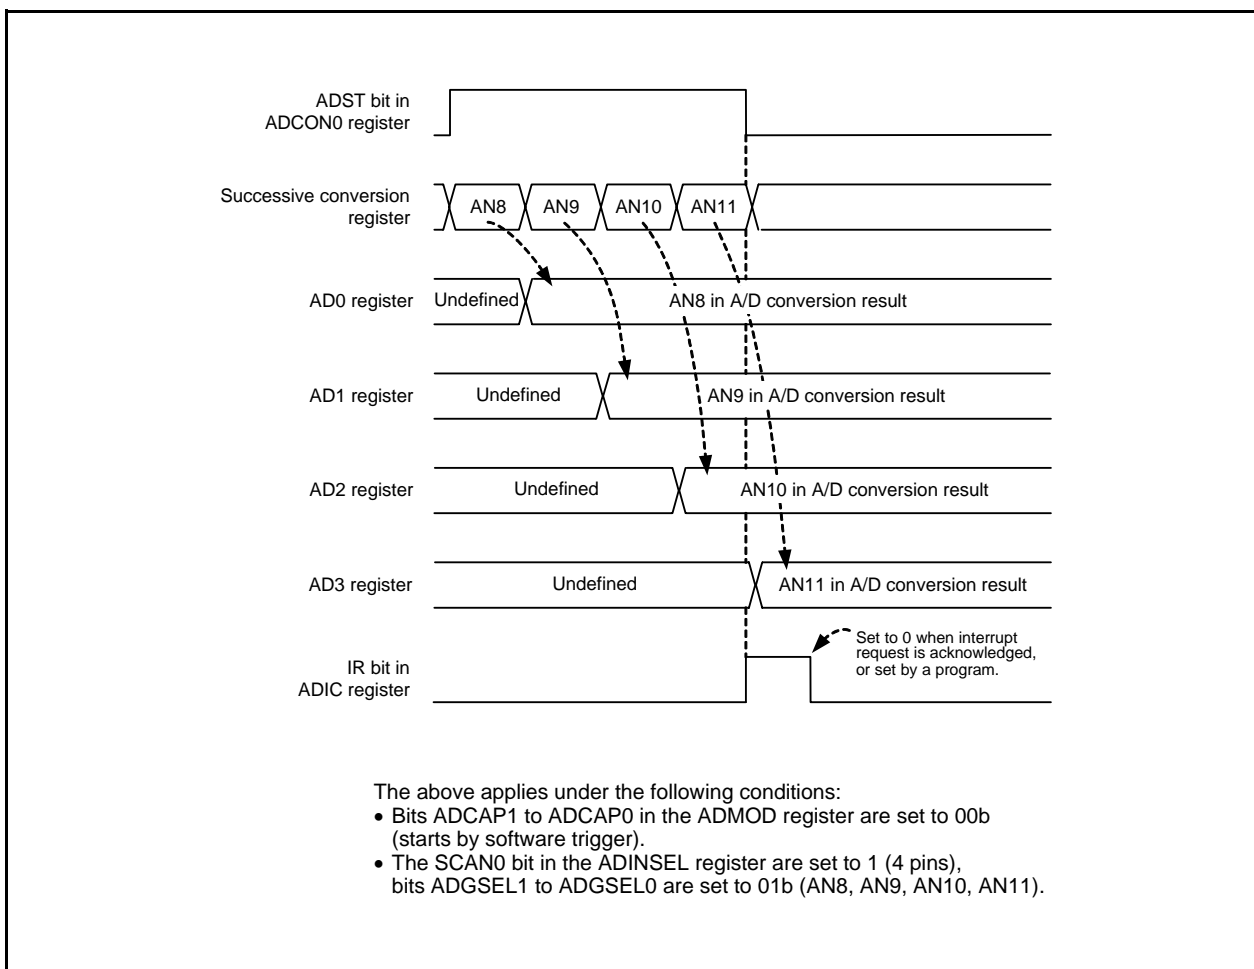 ADST bit in
ADCON0 register
Successive conversion
register
AN8 AN9 AN10 AN11
AD0 register
Undefined
AN8 in A/D conversion result
AD1 register
Undefined
AN9 in A/D conversion result
AD2 register
Undefined
AN10 in A/D conversion result
AD3 register
Undefined
AN11 in A/D conversion result
IR bit in
ADIC register
Set to 0 when interrupt
request is acknowledged,
or set by a program.
The above applies under the following conditions:
• Bits ADCAP1 to ADCAP0 in the ADMOD register are set to 00b
(starts by software trigger).
• The SCAN0 bit in the ADINSEL register are set to 1 (4 pins),
bits ADGSEL1 to ADGSEL0 are set to 01b (AN8, AN9, AN10, AN11).